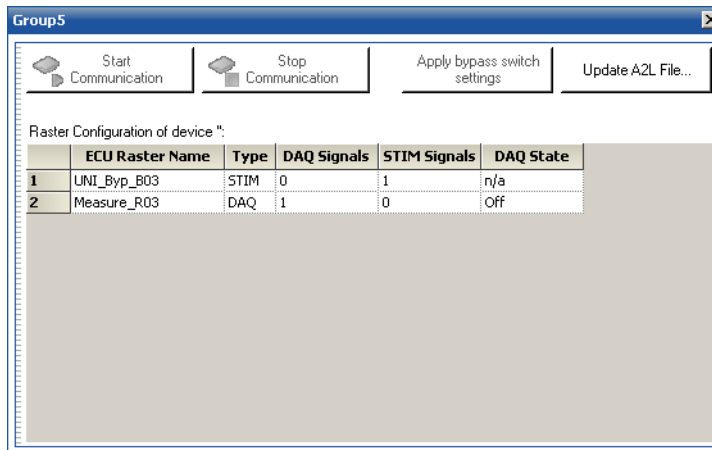 Group5
Start
Communication
Stop
Communication
Apply bypass switch
settings
Update A2L File...
Raster Configuration of device '':
ECU Raster Name Type DAQ Signals STIM Signals DAQ State
1 UNI_Byp_B03 STIM 0 1 n/a
2 Measure_R03 DAQ 1 0 Off